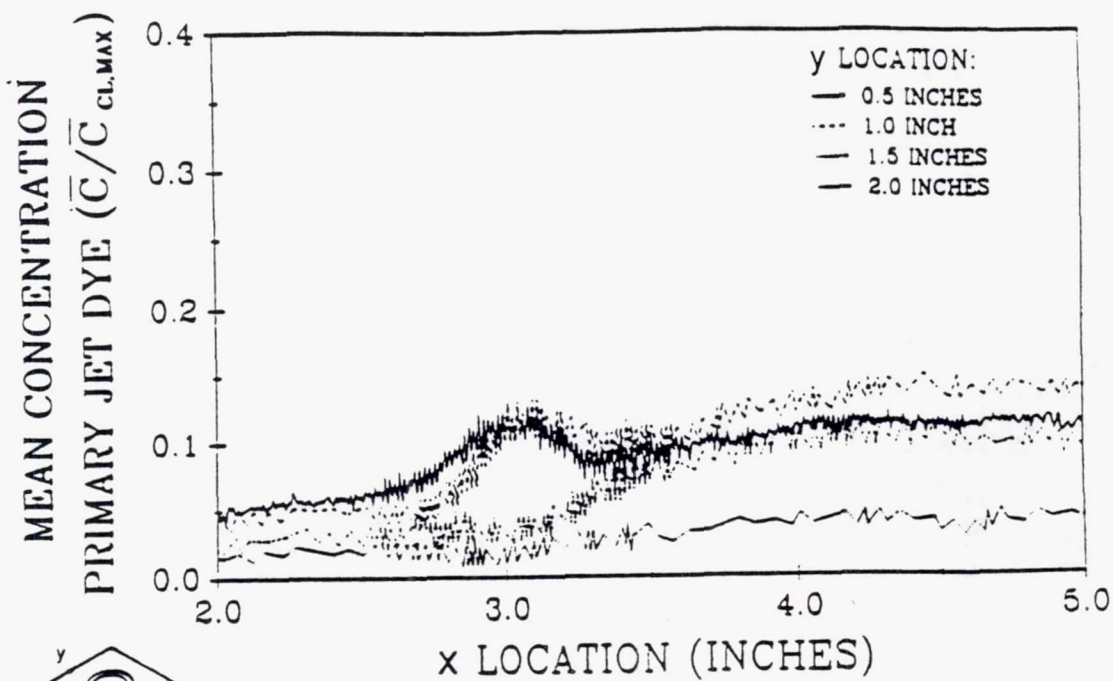 MEAN CONCENTRATION
PRIMARY JET DYE (C̅/C̅ CL,MAX)
0.4
0.3
0.2
0.1
0.0
2.0
3.0
4.0
5.0
x LOCATION (INCHES)
y LOCATION:
0.5 INCHES
1.0 INCH
1.5 INCHES
2.0 INCHES
y